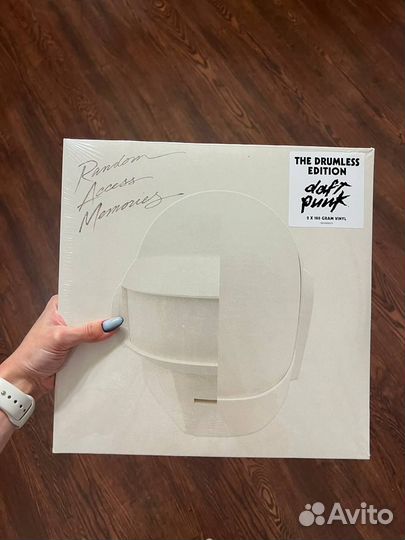 Random
Access
Memories
THE DRUMLESS
EDITION
daft
punk
2 X 180 GRAM VINYL
Avito